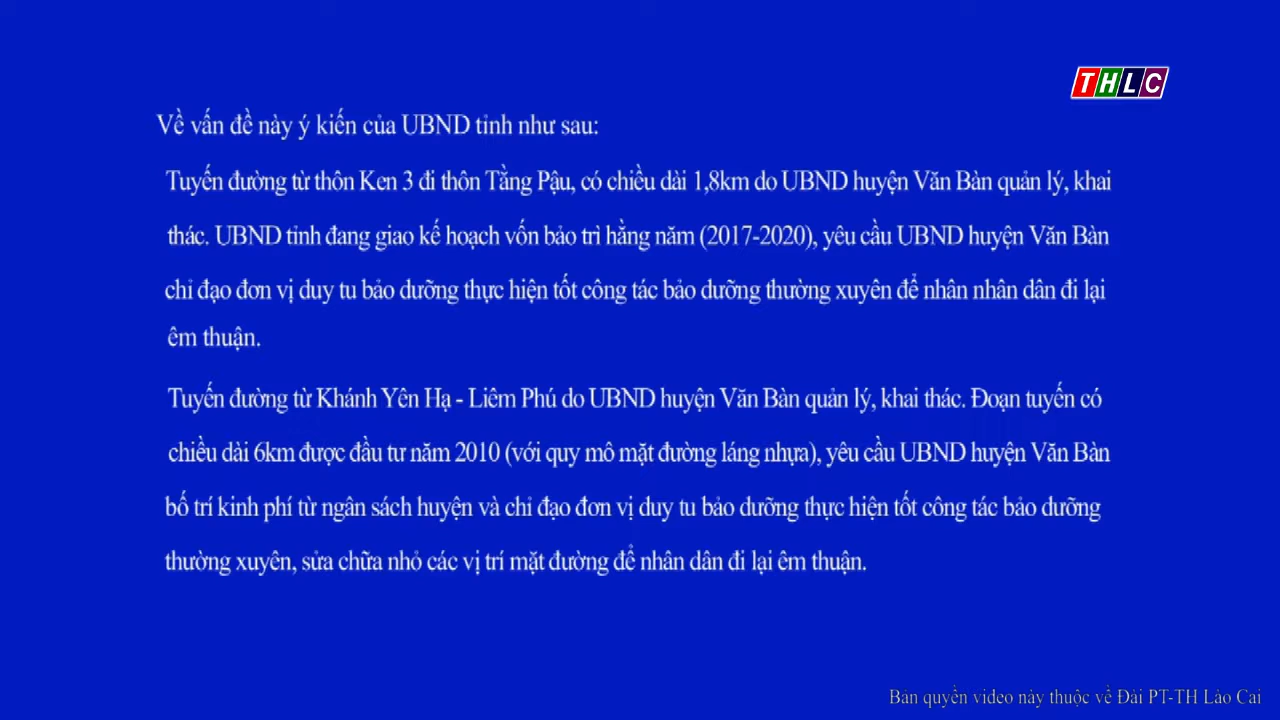 THLC
Về vấn đề này ý kiến của UBND tỉnh như sau:
Tuyến đường từ thôn Ken 3 đi thôn Tằng Pậu, có chiều dài 1,8km do UBND huyện Văn Bàn quản lý, khai
thác. UBND tỉnh đang giao kế hoạch vốn bảo trì hằng năm (2017-2020), yêu cầu UBND huyện Văn Bàn
chỉ đạo đơn vị duy tu bảo dưỡng thực hiện tốt công tác bảo dưỡng thường xuyên để nhân nhân dân đi lại
êm thuận.
Tuyến đường từ Khánh Yên Hạ - Liêm Phú do UBND huyện Văn Bàn quản lý, khai thác. Đoạn tuyến có
chiều dài 6km được đầu tư năm 2010 (với quy mô mặt đường láng nhựa), yêu cầu UBND huyện Văn Bàn
bố trí kinh phí từ ngân sách huyện và chỉ đạo đơn vị duy tu bảo dưỡng thực hiện tốt công tác bảo dưỡng
thường xuyên, sửa chữa nhỏ các vị trí mặt đường để nhân dân đi lại êm thuận.
Bản quyền video này thuộc về Đài PT-TH Lào Cai